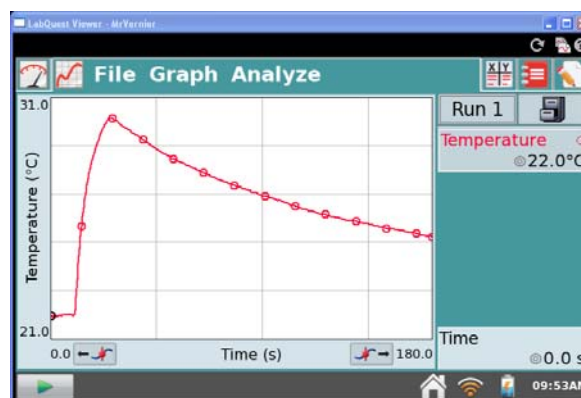 LabQuest Viewer - MrVernier
File Graph Analyze
X Y
31.0
Temperature (°C)
21.0
0.0
Time (s)
180.0
Run 1
Temperature
22.0°C
Time
0.0 s
09:53AM